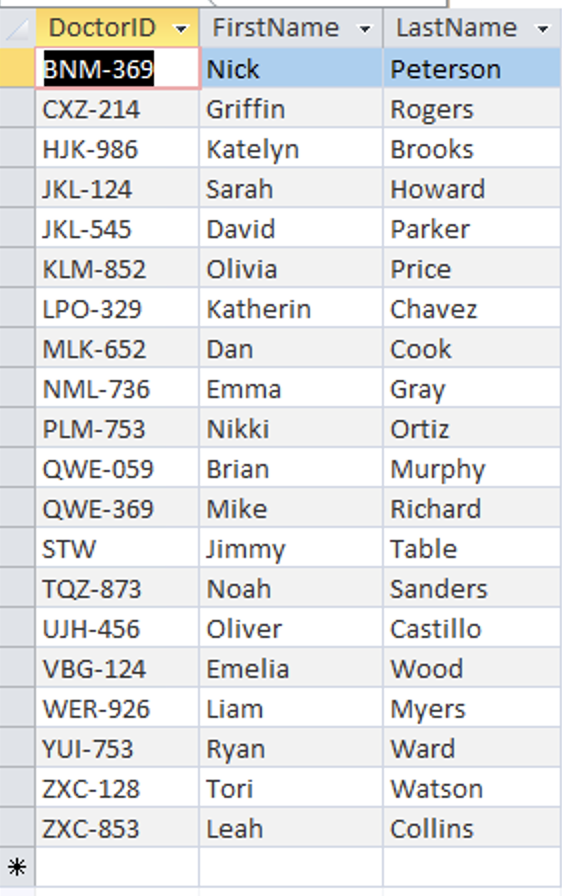 DoctorID FirstName LastName
BNM-369 Nick Peterson
CXZ-214 Griffin Rogers
HJK-986 Katelyn Brooks
JKL-124 Sarah Howard
JKL-545 David Parker
KLM-852 Olivia Price
LPO-329 Katherin Chavez
MLK-652 Dan Cook
NML-736 Emma Gray
PLM-753 Nikki Ortiz
QWE-059 Brian Murphy
QWE-369 Mike Richard
STW Jimmy Table
TQZ-873 Noah Sanders
UJH-456 Oliver Castillo
VBG-124 Emelia Wood
WER-926 Liam Myers
YUI-753 Ryan Ward
ZXC-128 Tori Watson
ZXC-853 Leah Collins